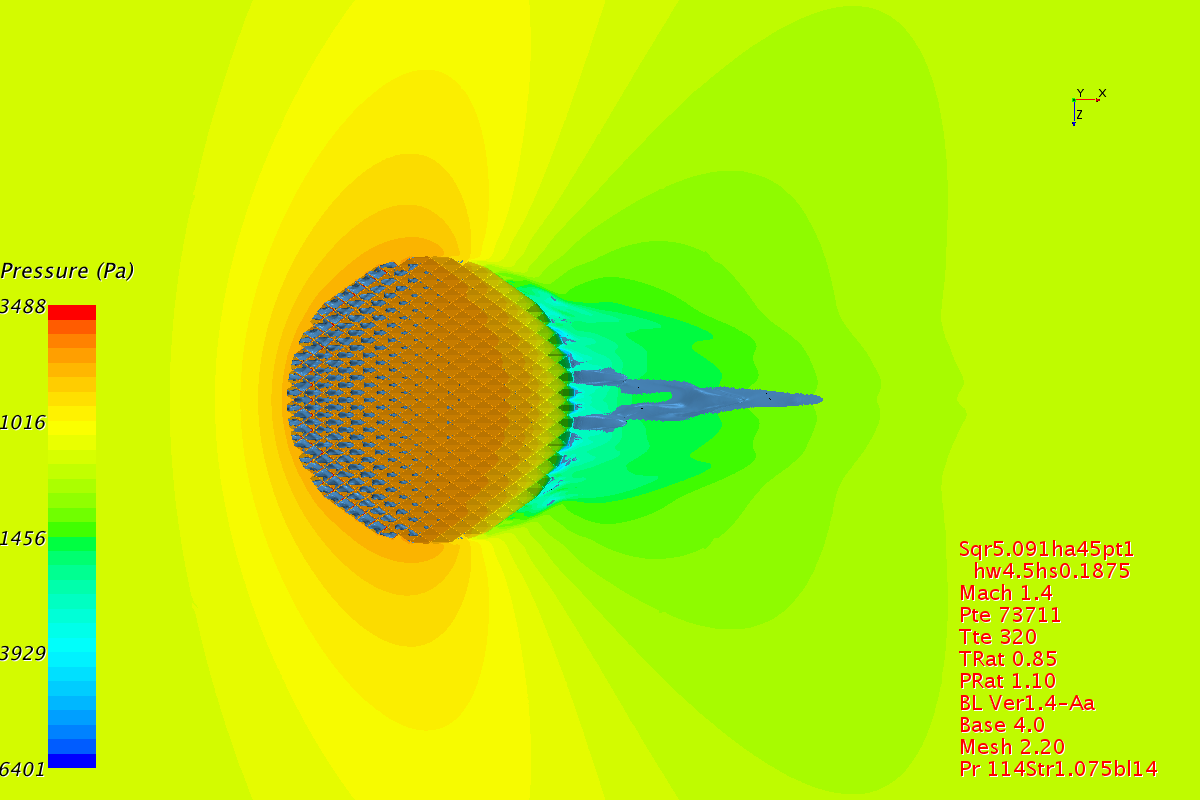 Y X
Z
Pressure (Pa)
3488
1016
1456
3929
6401
Sqr5.091ha45pt1
hw4.5hs0.1875
Mach 1.4
Pte 73711
Tte 320
TRat 0.85
PRat 1.10
BL Ver1.4-Aa
Base 4.0
Mesh 2.20
Pr 114Str1.075bl14